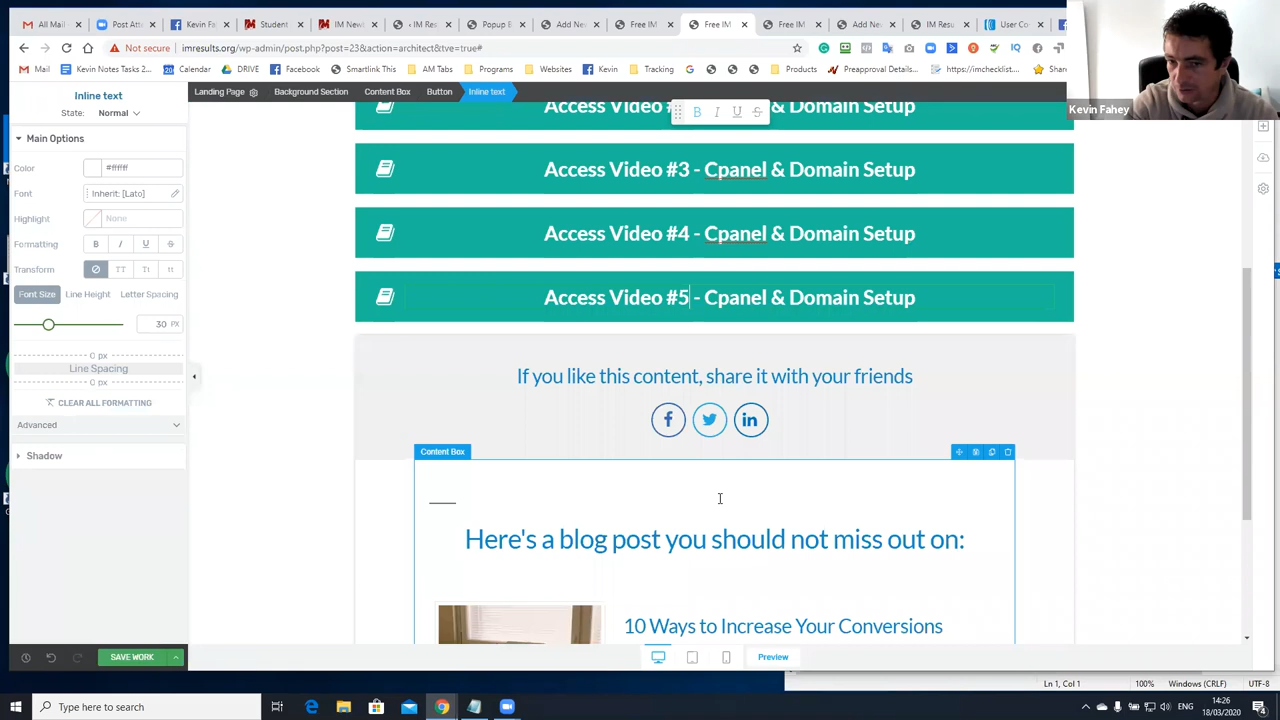 All Mail
Post Att
Kevin Fa
Student
IM New
IM Res
Popup B
Add Ne
Free IM
Free IM
Free IM
Add Ne
IM Resu
User Co
Not secure
imresults.org/wp-admin/post.php?post=23&action=architect&tve=true#
Mail
Kevin Notes Tasks 2...
Calendar
DRIVE
Facebook
Smartlink This
AM Tabs
Programs
Websites
Kevin
Tracking
Products
Preapproval Detail...
https://imchecklist...
Share
Kevin Fahey
Inline text
State: Normal
Landing Page
Background Section
Content Box
Button
Inline text
Main Options
Color
#ffffff
Font
Inherit: [Lato]
Highlight
None
Formatting
B I U S
Transform
TT Tt tt
Font Size
Line Height
Letter Spacing
30 PX
0 px
Line Spacing
0 px
CLEAR ALL FORMATTING
Advanced
Shadow
B I U S
Access Video # & Domain Setup
Access Video #3 - Cpanel & Domain Setup
Access Video #4 - Cpanel & Domain Setup
Access Video #5 - Cpanel & Domain Setup
If you like this content, share it with your friends
Content Box
Here's a blog post you should not miss out on:
10 Ways to Increase Your Conversions
SAVE WORK
Preview
Ln 1, Col 1
100%
Windows (CRLF)
UTF-8
Type here to search
ENG
14:26
18/03/2020
4